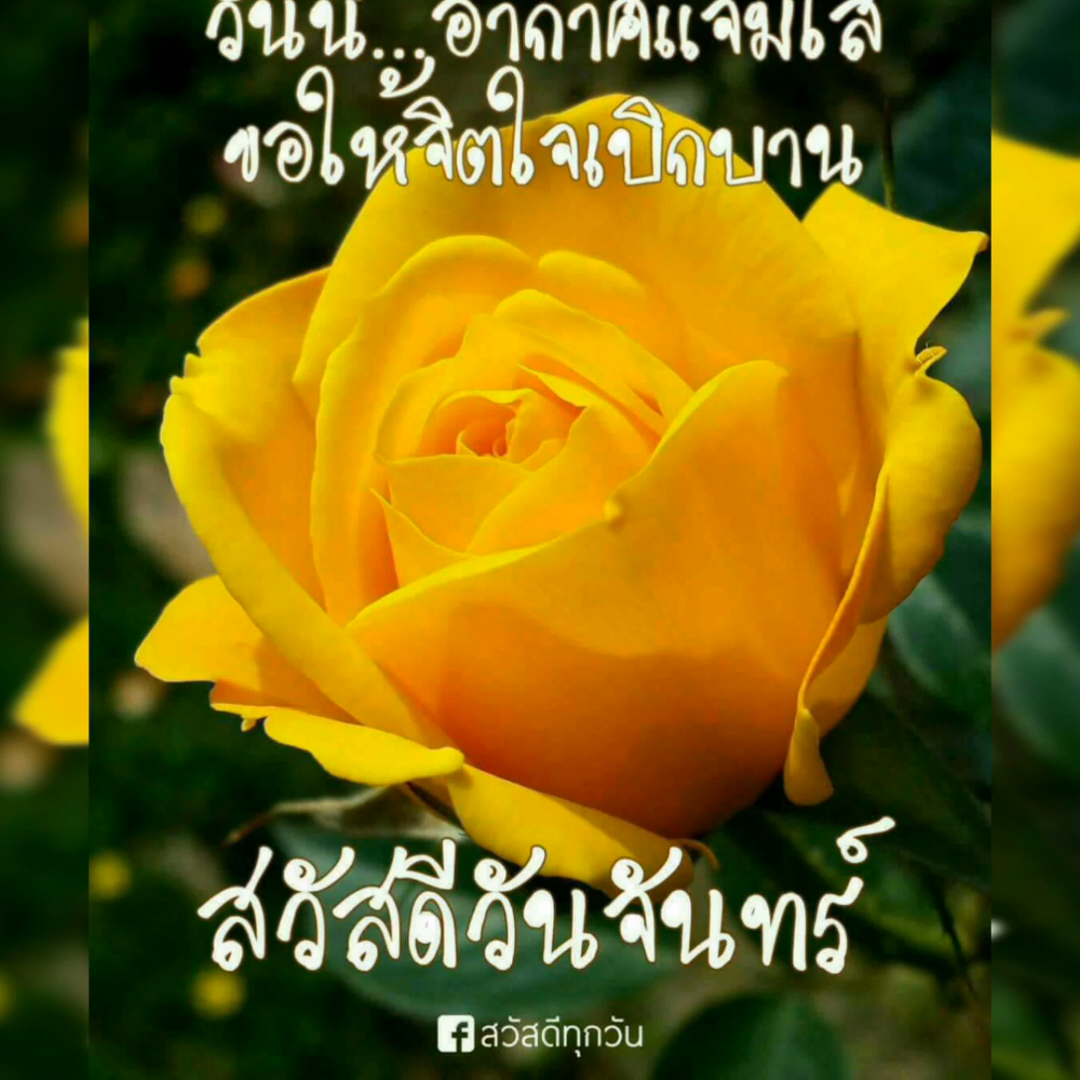 วันนี้...อากาศแจ่มใส
ขอให้จิตใจเบิกบาน
สวัสดีวันจันทร์
สวัสดีทุกวัน